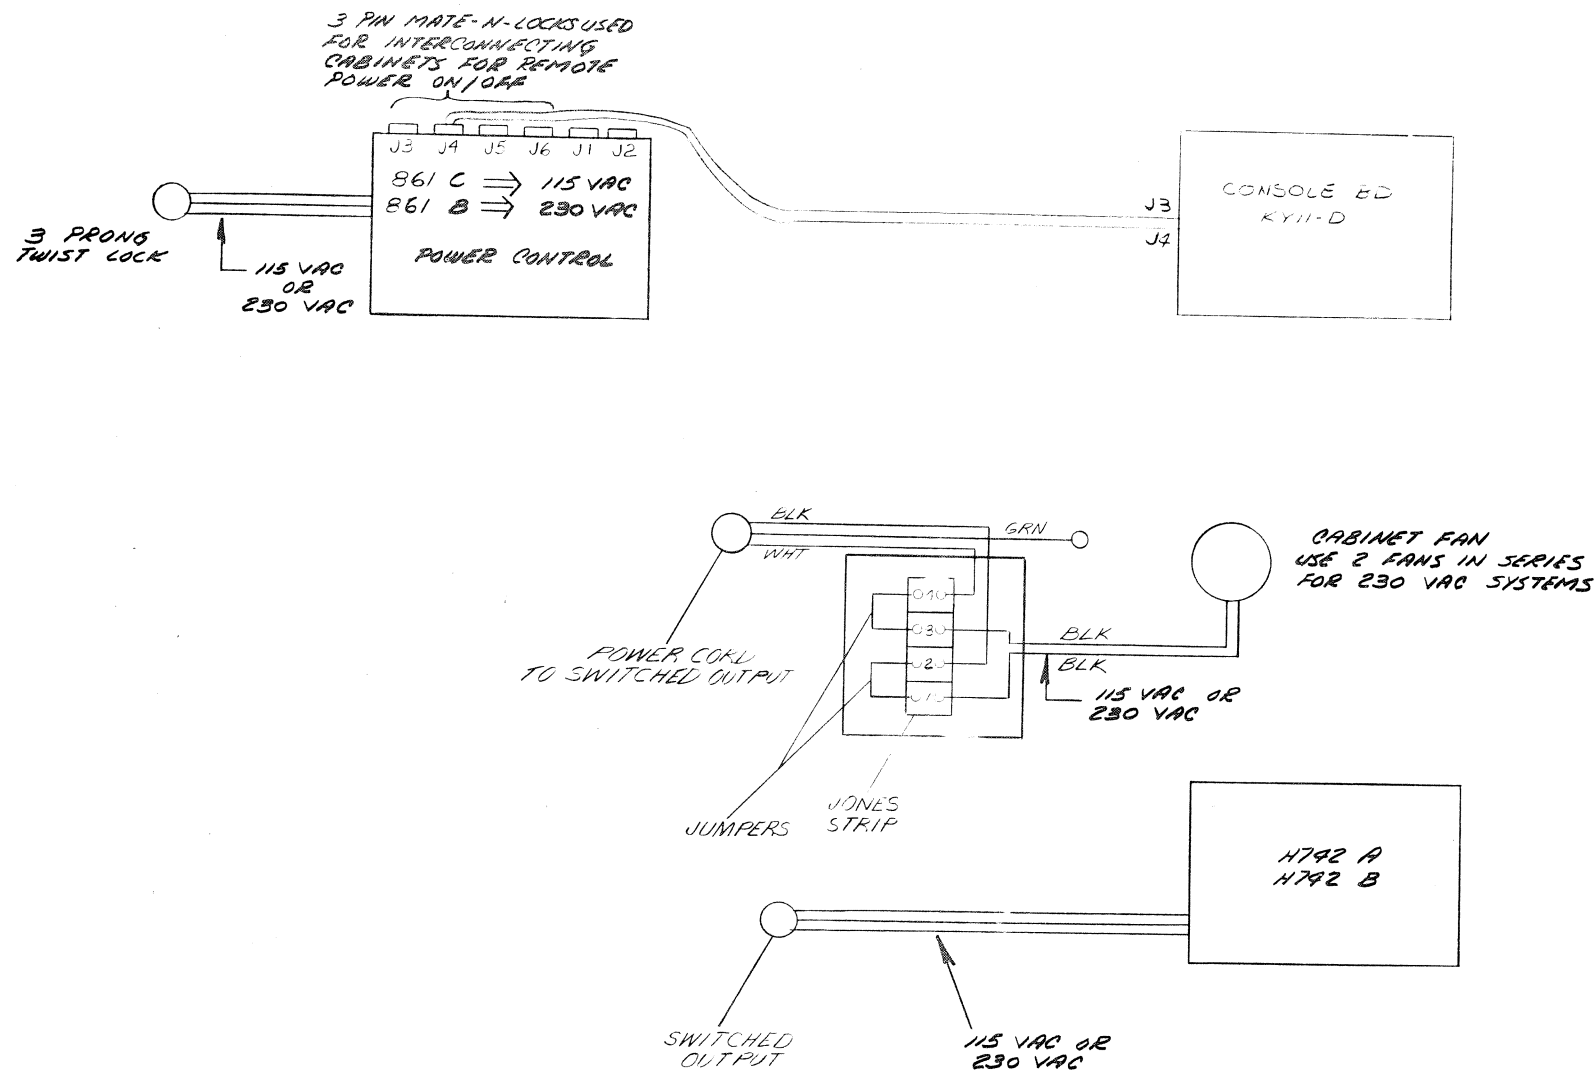 3 PIN MATE-N-LOCKS USED
FOR INTERCONNECTING
CABINETS FOR REMOTE
POWER ON/OFF
J3 J4 J5 J6 J1 J2
861 C ⇒ 115 VAC
861 B ⇒ 230 VAC
POWER CONTROL
3 PRONG
TWIST LOCK
115 VAC
OR
230 VAC
J3
J4
CONSOLE BD
KY11-D
BLK
WHT
GRN
4
3
2
1
POWER CORD
TO SWITCHED OUTPUT
JUMPERS
JONES
STRIP
BLK
BLK
115 VAC OR
230 VAC
CABINET FAN
USE 2 FANS IN SERIES
FOR 230 VAC SYSTEMS
H742 A
H742 B
SWITCHED
OUTPUT
115 VAC OR
230 VAC